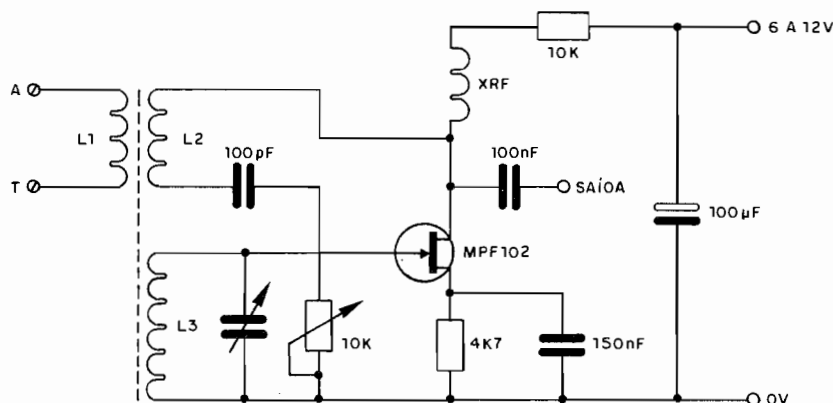 6 A 12V
10K
XRF
A
L1
L2
100pF
100nF
T
SAÍDA
100µF
MPF102
L3
10K
4K7
150nF
0V